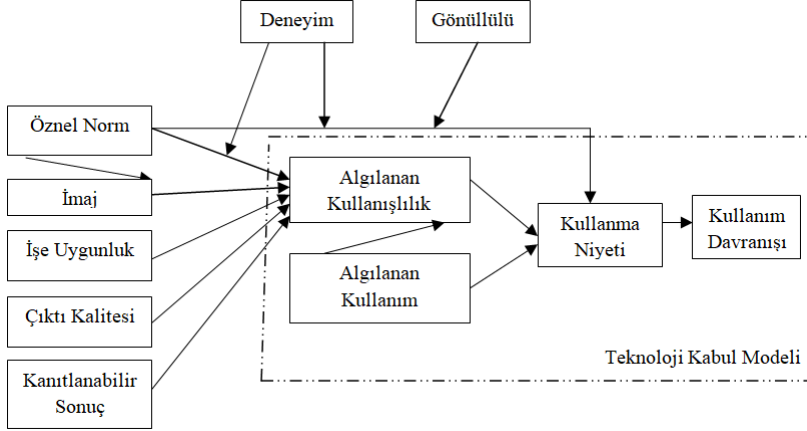 Deneyim
Gönüllülü
Öznel Norm
İmaj
İşe Uygunluk
Çıktı Kalitesi
Kanıtlanabilir
Sonuç
Algılanan
Kullanışlılık
Algılanan
Kullanım
Kullanma
Niyeti
Kullanım
Davranışı
Teknoloji Kabul Modeli